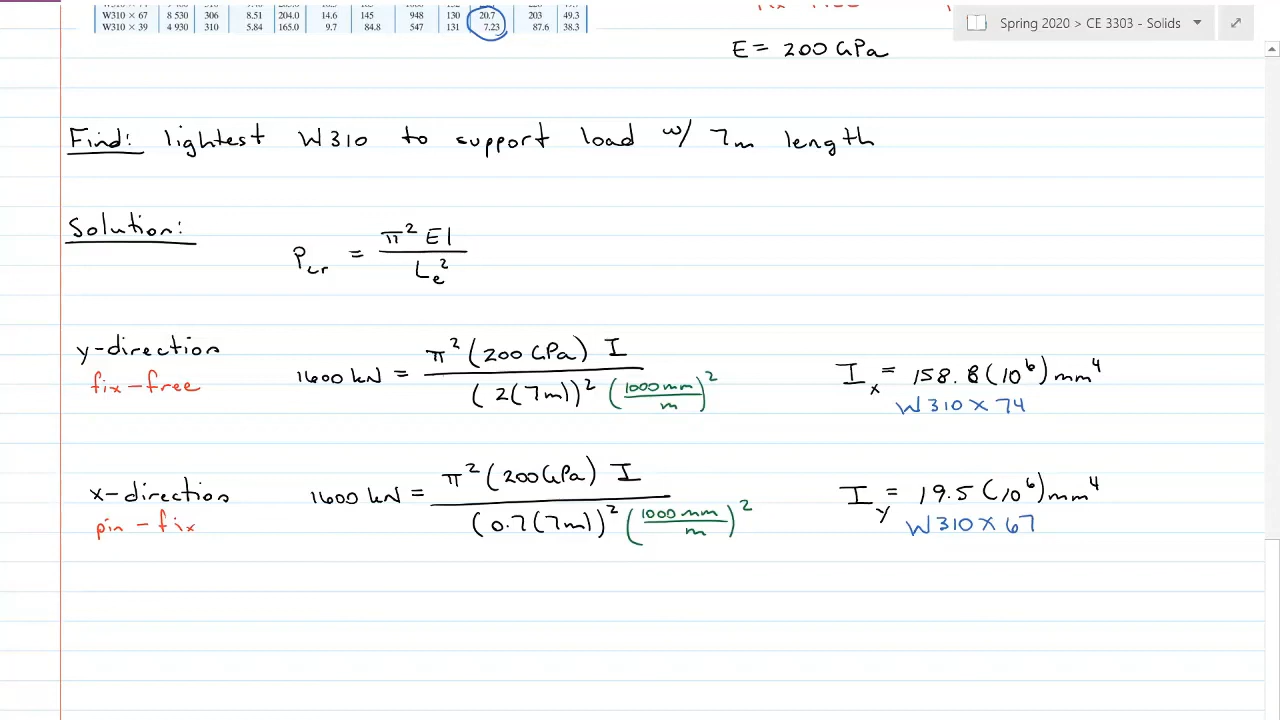 W310 × 67 8 530 306 8.51 204.0 14.6 145 948 130 20.7 203 49.3
W310 × 39 4 930 310 5.84 165.0 9.7 84.8 547 131 7.23 87.6 38.3
Spring 2020 > CE 3303 - Solids
E = 200 GPa
Find: lightest W310 to support load w/ 7m length
Solution:
Pcr = π² EI / Le²
y-direction
fix-free
1600 kN = π² (200 GPa) I / (2(7m))² (1000 mm / m)²
Ix = 158.8 (10⁶) mm⁴
W310 × 74
x-direction
pin-fix
1600 kN = π² (200 GPa) I / (0.7(7m))² (1000 mm / m)²
Iy = 19.5 (10⁶) mm⁴
W310 × 67